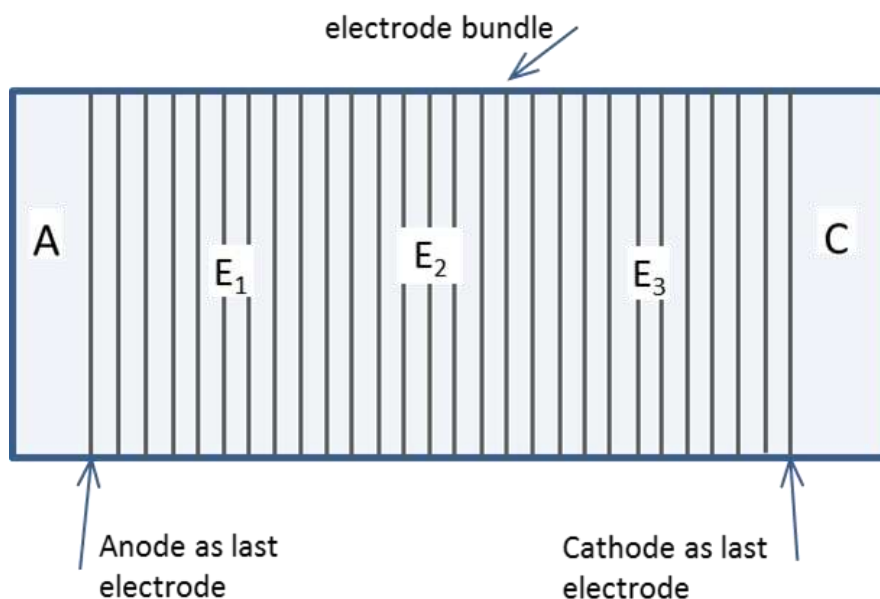 electrode bundle
A
E₁
E₂
E₃
C
Anode as last
electrode
Cathode as last
electrode